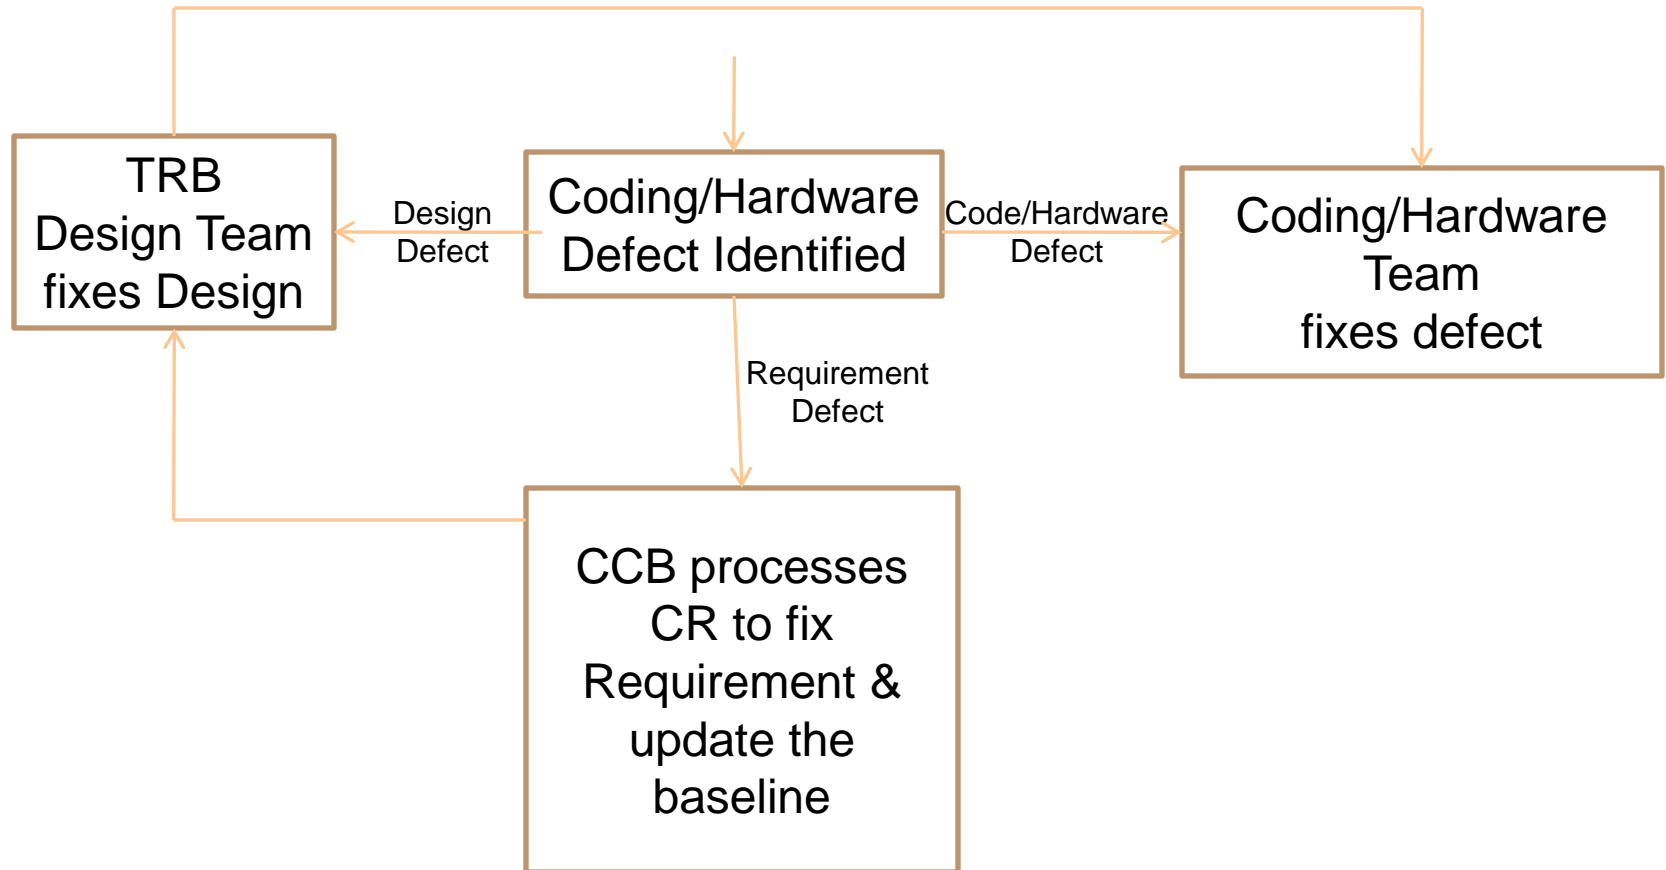 TRB
Design Team
fixes Design
Design
Defect
Coding/Hardware
Defect Identified
Code/Hardware
Defect
Coding/Hardware
Team
fixes defect
Requirement
Defect
CCB processes
CR to fix
Requirement &
update the
baseline